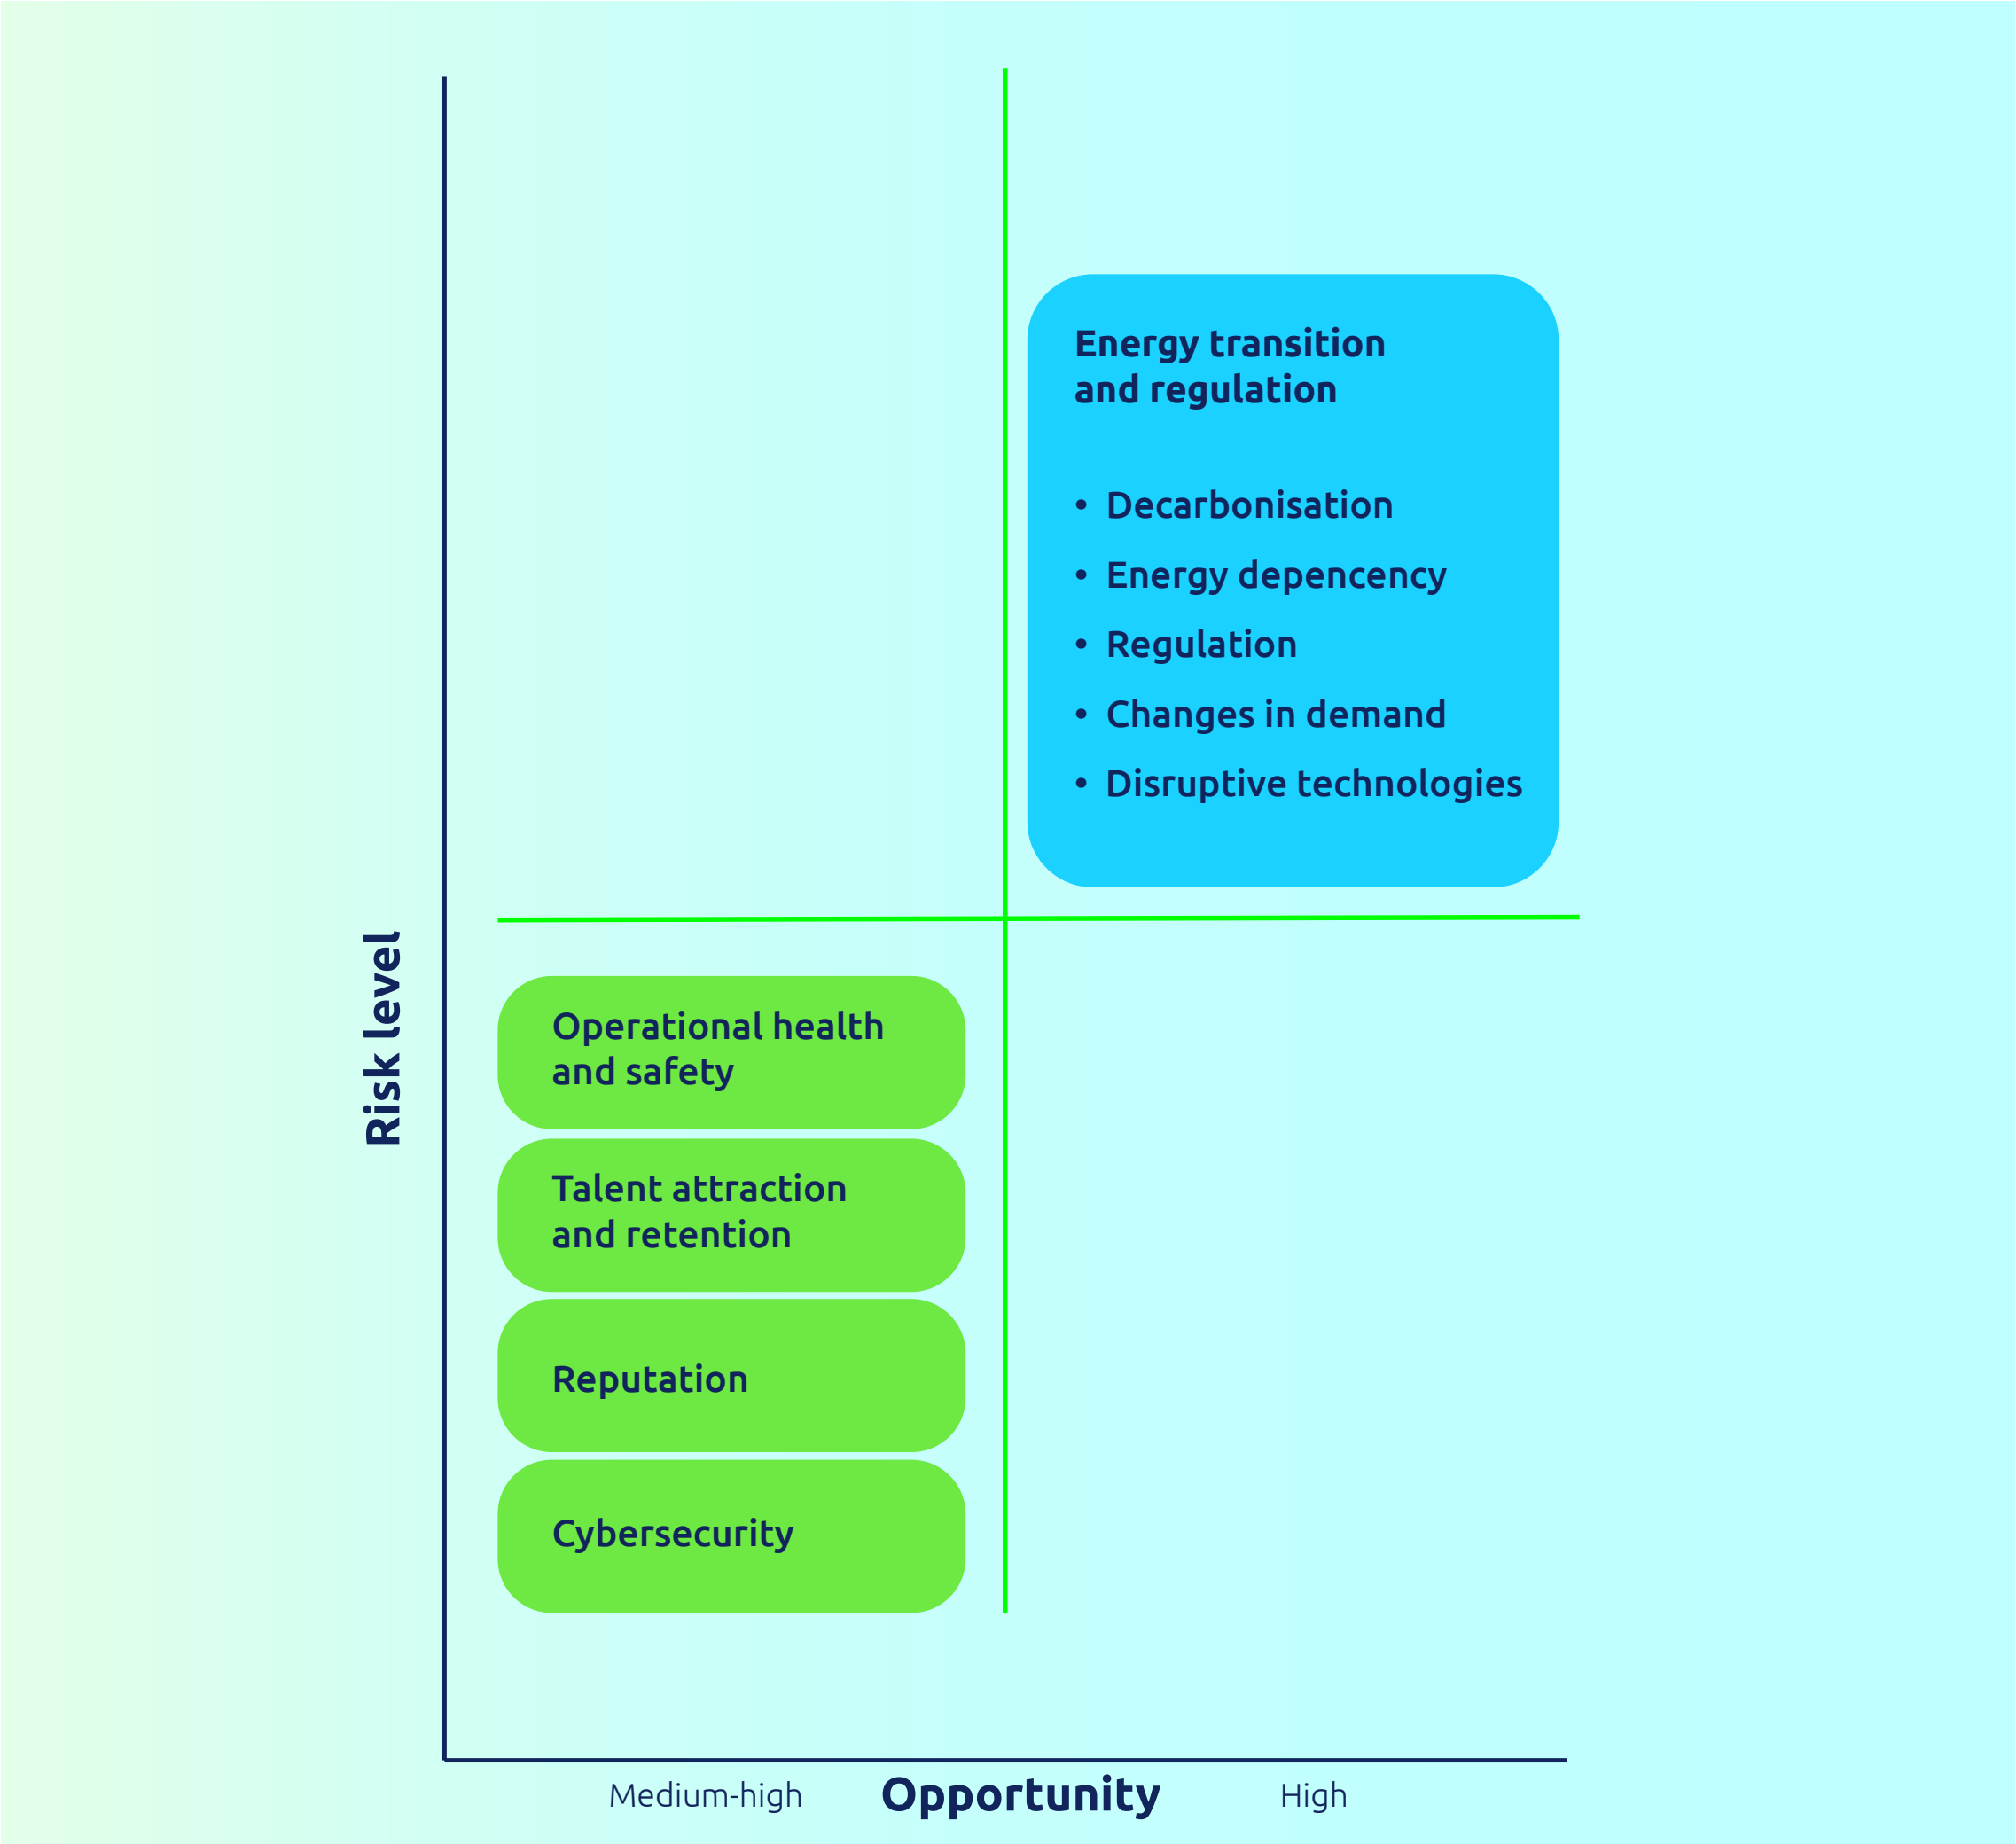 Energy transition
and regulation
• Decarbonisation
• Energy depencency
• Regulation
• Changes in demand
• Disruptive technologies
Risk level
Operational health
and safety
Talent attraction
and retention
Reputation
Cybersecurity
Medium-high
Opportunity
High